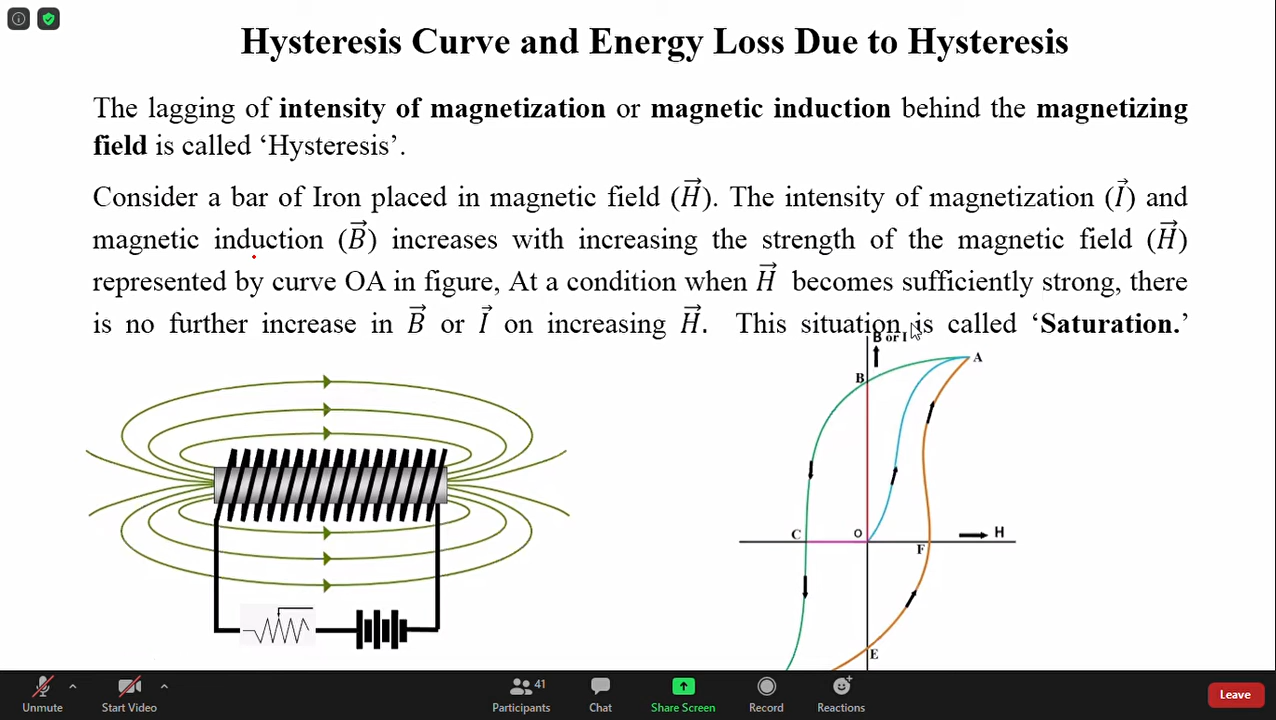 Hysteresis Curve and Energy Loss Due to Hysteresis
The lagging of intensity of magnetization or magnetic induction behind the magnetizing
field is called ‘Hysteresis’.
Consider a bar of Iron placed in magnetic field (H⃗). The intensity of magnetization (I⃗) and
magnetic induction (B⃗) increases with increasing the strength of the magnetic field (H⃗)
represented by curve OA in figure, At a condition when H⃗ becomes sufficiently strong, there
is no further increase in B⃗ or I⃗ on increasing H⃗. This situation is called ‘Saturation.’
B or I
A
B
C
O
H
F
E
Unmute
Start Video
Participants
41
Chat
Share Screen
Record
Reactions
Leave